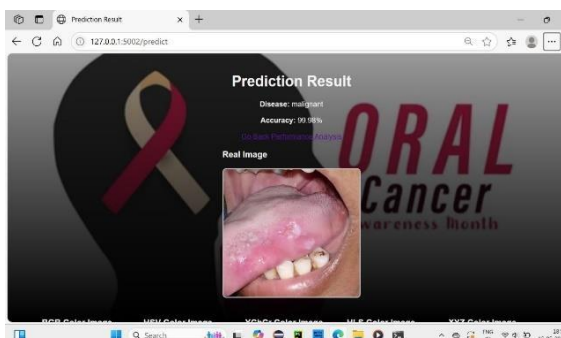 Prediction Result
127.0.0.1:5002/predict
Prediction Result
Disease: malignant
Accuracy: 99.98%
Go Back Performance Analysis
Real Image
ORAL
Cancer
Awareness Month
RGB Color Image HSV Color Image YCbCr Color Image HLS Color Image XYZ Color Image
Search
ENG